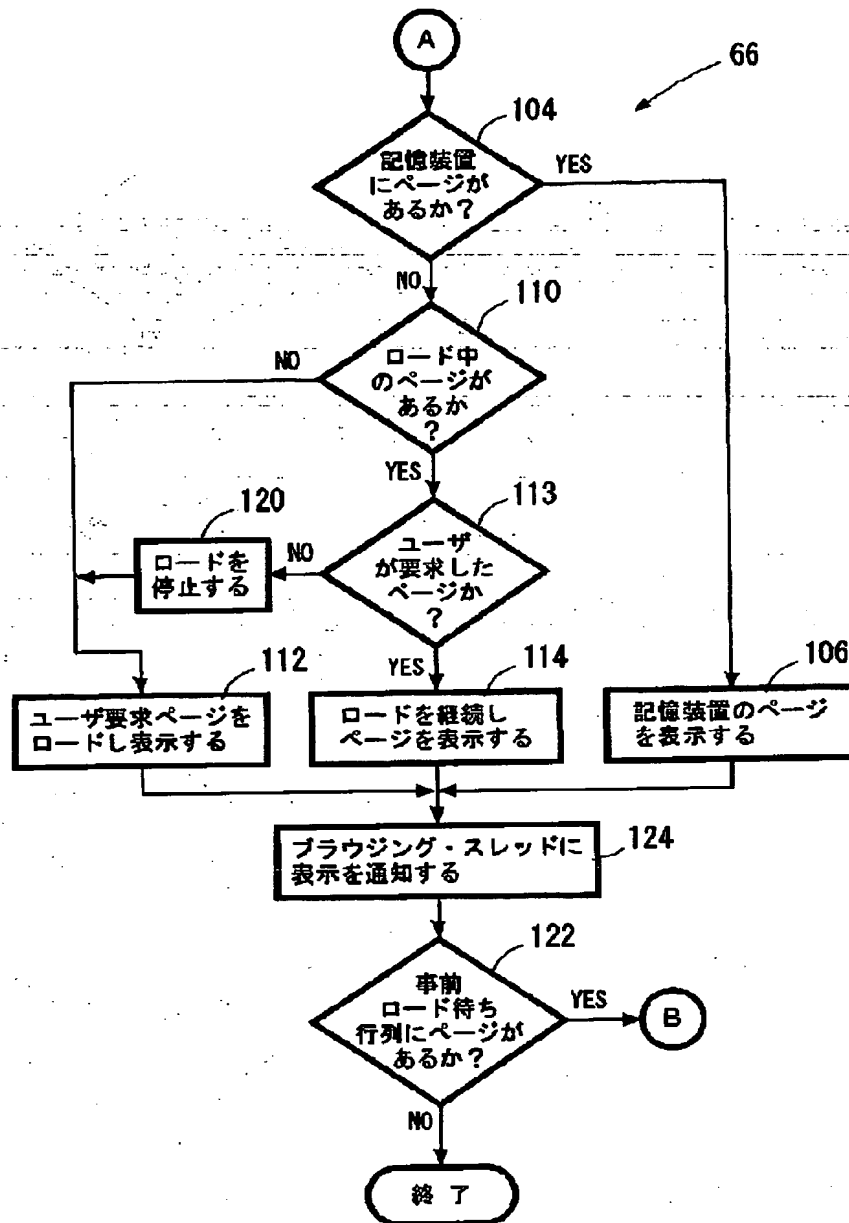 A
66
104
記憶装置
にページが
あるか?
YES
NO
110
ロード中
のページが
あるか
?
NO
YES
113
ユーザ
が要求した
ページか
?
NO
120
ロードを
停止する
YES
112
ユーザ要求ページを
ロードし表示する
114
ロードを継続し
ページを表示する
106
記憶装置のページ
を表示する
124
ブラウジング・スレッドに
表示を通知する
122
事前
ロード待ち
行列にページが
あるか?
YES
B
NO
終了